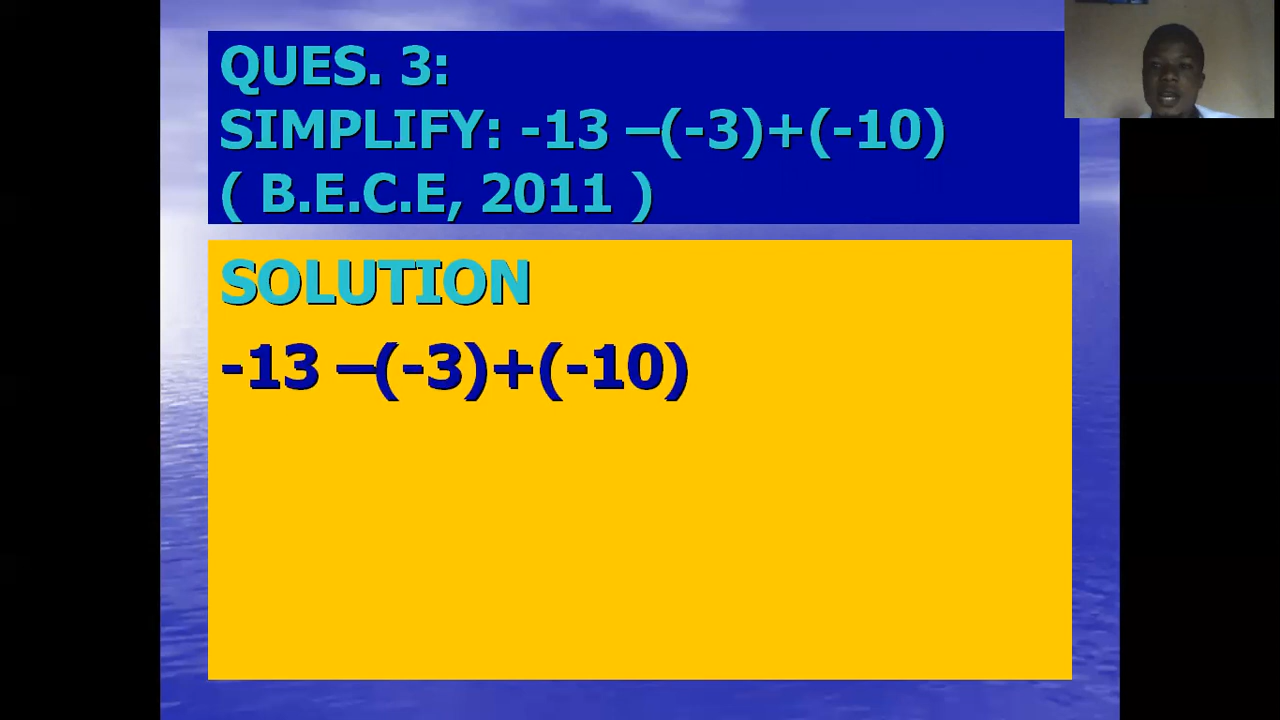 QUES. 3:
SIMPLIFY: -13 –(-3)+(-10)
( B.E.C.E, 2011 )
SOLUTION
-13 –(-3)+(-10)